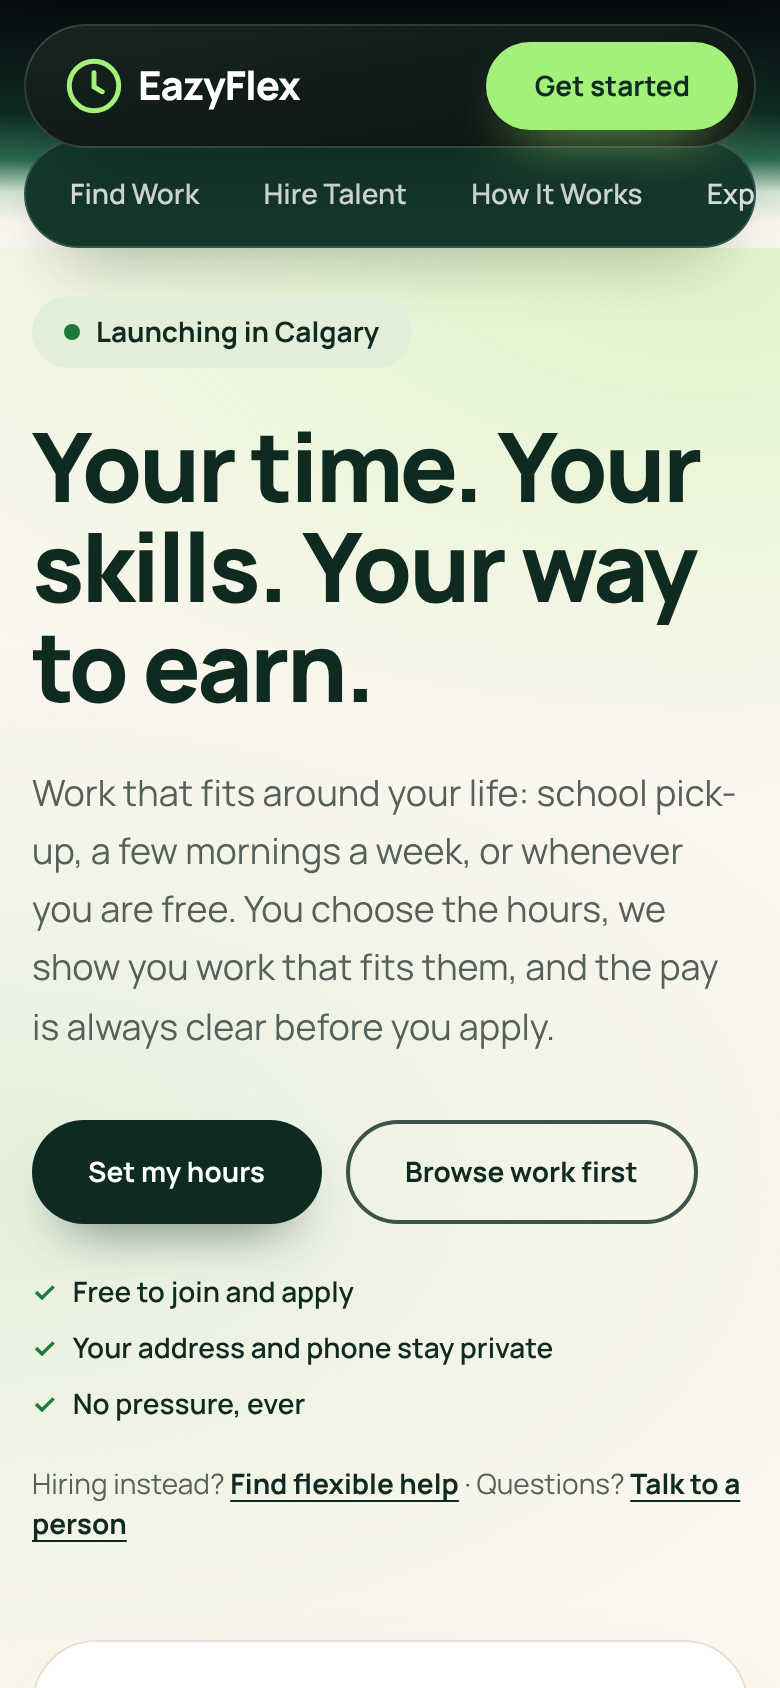 EazyFlex
Get started
Find Work Hire Talent How It Works Exp
Launching in Calgary
Your time. Your
skills. Your way
to earn.
Work that fits around your life: school pick-
up, a few mornings a week, or whenever
you are free. You choose the hours, we
show you work that fits them, and the pay
is always clear before you apply.
Set my hours
Browse work first
Free to join and apply
Your address and phone stay private
No pressure, ever
Hiring instead? Find flexible help · Questions? Talk to a
person